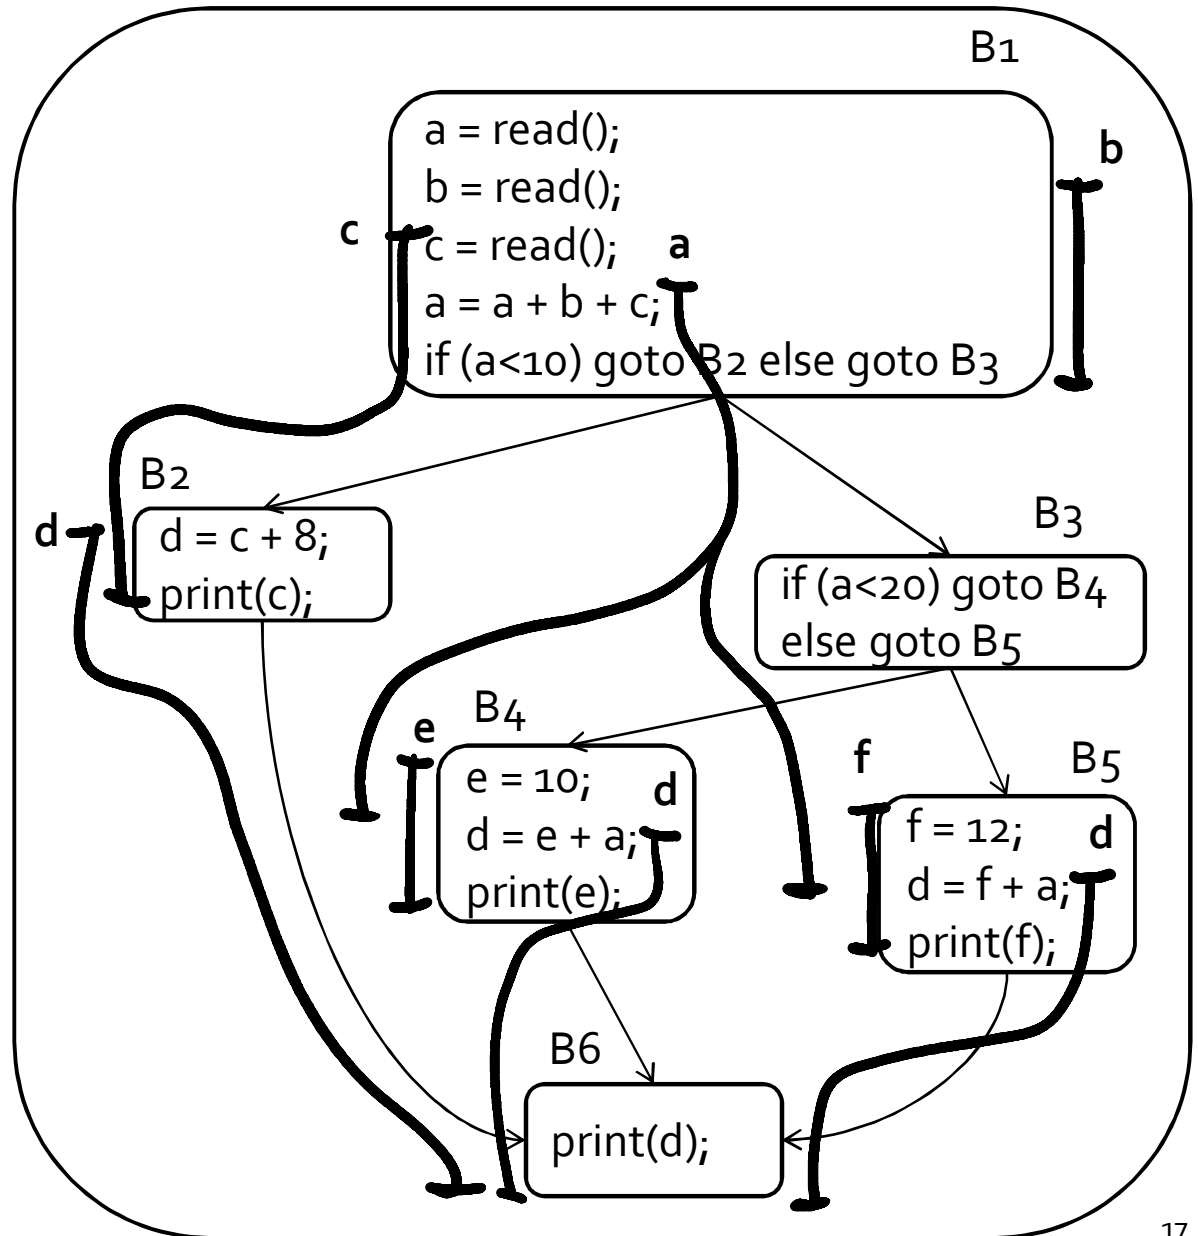 B1
a = read();
b
b = read();
c
c = read();
a
a = a + b + c;
if (a<10) goto B2 else goto B3
B2
B3
d
d = c + 8;
print(c);
if (a<20) goto B4
else goto B5
B4
e
f
B5
e = 10;
d
d = e + a;
print(e);
f = 12;
d
d = f + a;
print(f);
B6
print(d);
17